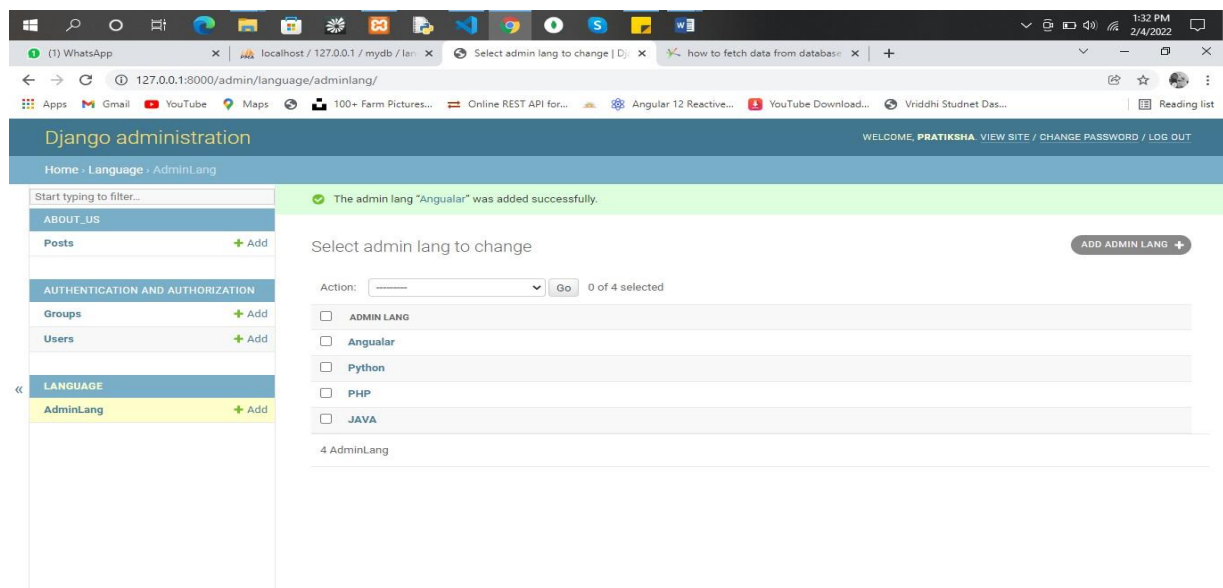 1:32 PM
2/4/2022
(1) WhatsApp
localhost / 127.0.0.1 / mydb / lan
Select admin lang to change | Dj
how to fetch data from database
127.0.0.1:8000/admin/language/adminlang/
Apps Gmail YouTube Maps 100+ Farm Pictures... Online REST API for... Angular 12 Reactive... YouTube Download... Vriddhi Studnet Das... Reading list
Django administration
WELCOME, PRATIKSHA. VIEW SITE / CHANGE PASSWORD / LOG OUT
Home › Language › AdminLang
Start typing to filter...
ABOUT_US
Posts + Add
AUTHENTICATION AND AUTHORIZATION
Groups + Add
Users + Add
LANGUAGE
AdminLang + Add
«
The admin lang "Angualar" was added successfully.
Select admin lang to change
ADD ADMIN LANG +
Action: --------- Go 0 of 4 selected
ADMIN LANG
Angualar
Python
PHP
JAVA
4 AdminLang